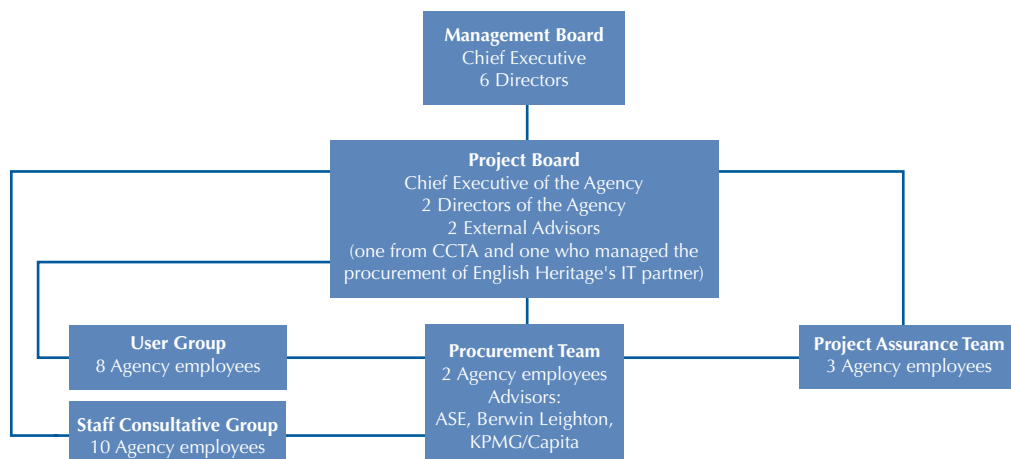 Management Board
Chief Executive
6 Directors
Project Board
Chief Executive of the Agency
2 Directors of the Agency
2 External Advisors
(one from CCTA and one who managed the
procurement of English Heritage's IT partner)
User Group
8 Agency employees
Staff Consultative Group
10 Agency employees
Procurement Team
2 Agency employees
Advisors:
ASE, Berwin Leighton,
KPMG/Capita
Project Assurance Team
3 Agency employees